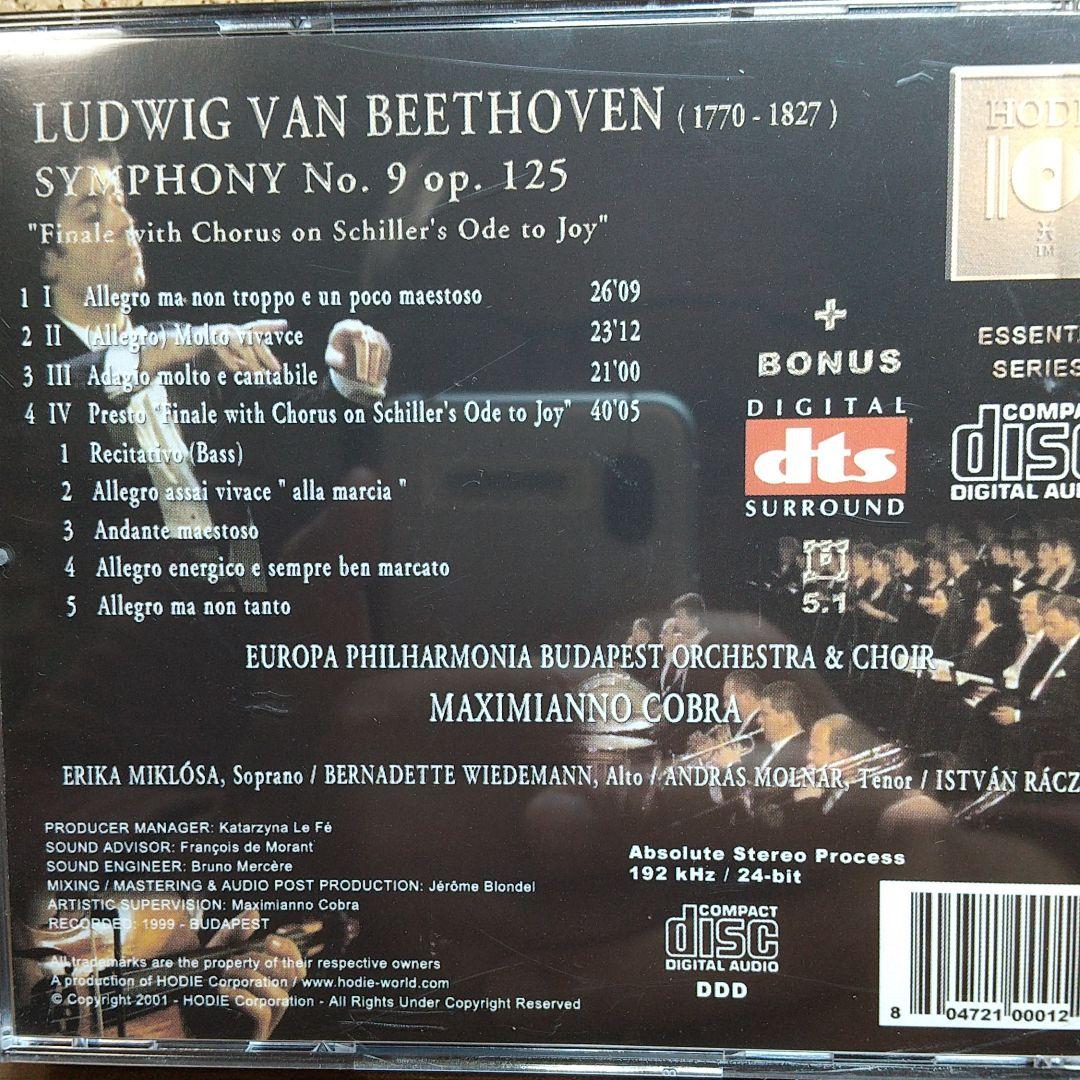 LUDWIG VAN BEETHOVEN (1770 - 1827)
SYMPHONY No. 9 op. 125
"Finale with Chorus on Schiller's Ode to Joy"
1 I Allegro ma non troppo e un poco maestoso 26'09
2 II (Allegro) Molto vivavce 23'12
3 III Adagio molto e cantabile 21'00
4 IV Presto "Finale with Chorus on Schiller's Ode to Joy" 40'05
1 Recitativo (Bass)
2 Allegro assai vivace " alla marcia "
3 Andante maestoso
4 Allegro energico e sempre ben marcato
5 Allegro ma non tanto
HODIE
TM
+
BONUS
DIGITAL
dts
SURROUND
5.1
ESSENTA
SERIES
COMPA
disc
DIGITAL AU
EUROPA PHILHARMONIA BUDAPEST ORCHESTRA & CHOIR
MAXIMIANNO COBRA
ERIKA MIKLÓSA, Soprano / BERNADETTE WIEDEMANN, Alto / ANDRÁS MOLNÁR, Ténor / ISTVÁN RÁCZ
PRODUCER MANAGER: Katarzyna Le Fé
SOUND ADVISOR: François de Morant
SOUND ENGINEER: Bruno Mercère
MIXING / MASTERING & AUDIO POST PRODUCTION: Jérôme Blondel
ARTISTIC SUPERVISION: Maximianno Cobra
RECORDED: 1999 - BUDAPEST
All trademarks are the property of their respective owners
A production of HODIE Corporation / www.hodie-world.com
© Copyright 2001 - HODIE Corporation - All Rights Under Copyright Reserved
Absolute Stereo Process
192 kHz / 24-bit
COMPACT
disc
DIGITAL AUDIO
DDD
8 04721 00012